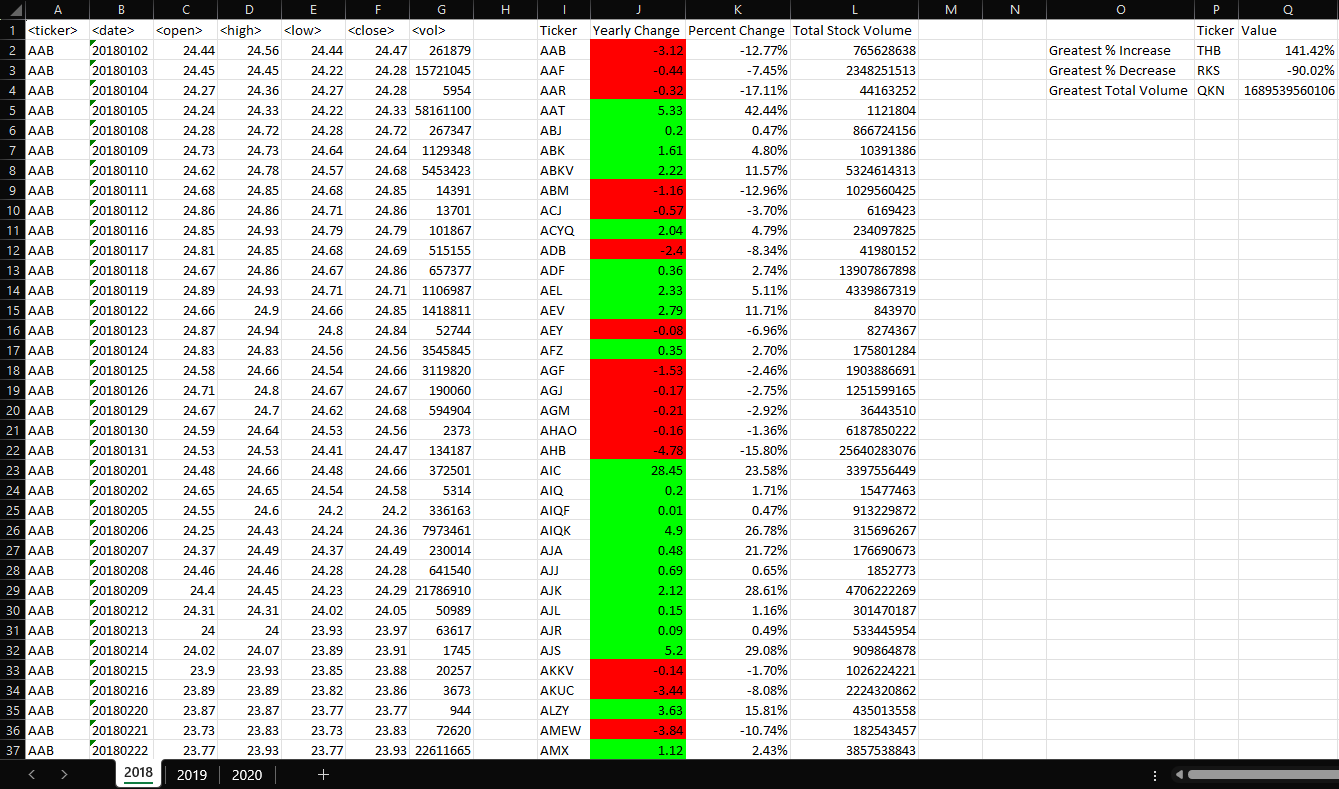 A B C D E F G H I J K L M N O P Q
1 <ticker> <date> <open> <high> <low> <close> <vol> Ticker Yearly Change Percent Change Total Stock Volume Ticker Value
2 AAB 20180102 24.44 24.56 24.44 24.47 261879 AAB -3.12 -12.77% 765628638 Greatest % Increase THB 141.42%
3 AAB 20180103 24.45 24.45 24.22 24.28 15721045 AAF -0.44 -7.45% 2348251513 Greatest % Decrease RKS -90.02%
4 AAB 20180104 24.27 24.36 24.27 24.28 5954 AAR -0.32 -17.11% 44163252 Greatest Total Volume QKN 1689539560106
5 AAB 20180105 24.24 24.33 24.22 24.33 58161100 AAT 5.33 42.44% 1121804
6 AAB 20180108 24.28 24.72 24.28 24.72 267347 ABJ 0.2 0.47% 866724156
7 AAB 20180109 24.73 24.73 24.64 24.64 1129348 ABK 1.61 4.80% 10391386
8 AAB 20180110 24.62 24.78 24.57 24.68 5453423 ABKV 2.22 11.57% 5324614313
9 AAB 20180111 24.68 24.85 24.68 24.85 14391 ABM -1.16 -12.96% 1029560425
10 AAB 20180112 24.86 24.86 24.71 24.86 13701 ACJ -0.57 -3.70% 6169423
11 AAB 20180116 24.85 24.93 24.79 24.79 101867 ACYQ 2.04 4.79% 234097825
12 AAB 20180117 24.81 24.85 24.68 24.69 515155 ADB -2.4 -8.34% 41980152
13 AAB 20180118 24.67 24.86 24.67 24.86 657377 ADF 0.36 2.74% 13907867898
14 AAB 20180119 24.89 24.93 24.71 24.71 1106987 AEL 2.33 5.11% 4339867319
15 AAB 20180122 24.66 24.9 24.66 24.85 1418811 AEV 2.79 11.71% 843970
16 AAB 20180123 24.87 24.94 24.8 24.84 52744 AEY -0.08 -6.96% 8274367
17 AAB 20180124 24.83 24.83 24.56 24.56 3545845 AFZ 0.35 2.70% 175801284
18 AAB 20180125 24.58 24.66 24.54 24.66 3119820 AGF -1.53 -2.46% 1903886691
19 AAB 20180126 24.71 24.8 24.67 24.67 190060 AGJ -0.17 -2.75% 1251599165
20 AAB 20180129 24.67 24.7 24.62 24.68 594904 AGM -0.21 -2.92% 36443510
21 AAB 20180130 24.59 24.64 24.53 24.56 2373 AHAO -0.16 -1.36% 6187850222
22 AAB 20180131 24.53 24.53 24.41 24.47 134187 AHB -4.78 -15.80% 25640283076
23 AAB 20180201 24.48 24.66 24.48 24.66 372501 AIC 28.45 23.58% 3397556449
24 AAB 20180202 24.65 24.65 24.54 24.58 5314 AIQ 0.2 1.71% 15477463
25 AAB 20180205 24.55 24.6 24.2 24.2 336163 AIQF 0.01 0.47% 913229872
26 AAB 20180206 24.25 24.43 24.24 24.36 7973461 AIQK 4.9 26.78% 315696267
27 AAB 20180207 24.37 24.49 24.37 24.49 230014 AJA 0.48 21.72% 176690673
28 AAB 20180208 24.46 24.46 24.28 24.28 641540 AJJ 0.69 0.65% 1852773
29 AAB 20180209 24.4 24.45 24.23 24.29 21786910 AJK 2.12 28.61% 4706222269
30 AAB 20180212 24.31 24.31 24.02 24.05 50989 AJL 0.15 1.16% 301470187
31 AAB 20180213 24 24 23.93 23.97 63617 AJR 0.09 0.49% 533445954
32 AAB 20180214 24.02 24.07 23.89 23.91 1745 AJS 5.2 29.08% 909864878
33 AAB 20180215 23.9 23.93 23.85 23.88 20257 AKKV -0.14 -1.70% 1026224221
34 AAB 20180216 23.89 23.89 23.82 23.86 3673 AKUC -3.44 -8.08% 2224320862
35 AAB 20180220 23.87 23.87 23.77 23.77 944 ALZY 3.63 15.81% 435013558
36 AAB 20180221 23.73 23.83 23.73 23.83 72620 AMEW -3.84 -10.74% 182543457
37 AAB 20180222 23.77 23.93 23.77 23.93 22611665 AMX 1.12 2.43% 3857538843
2018 2019 2020